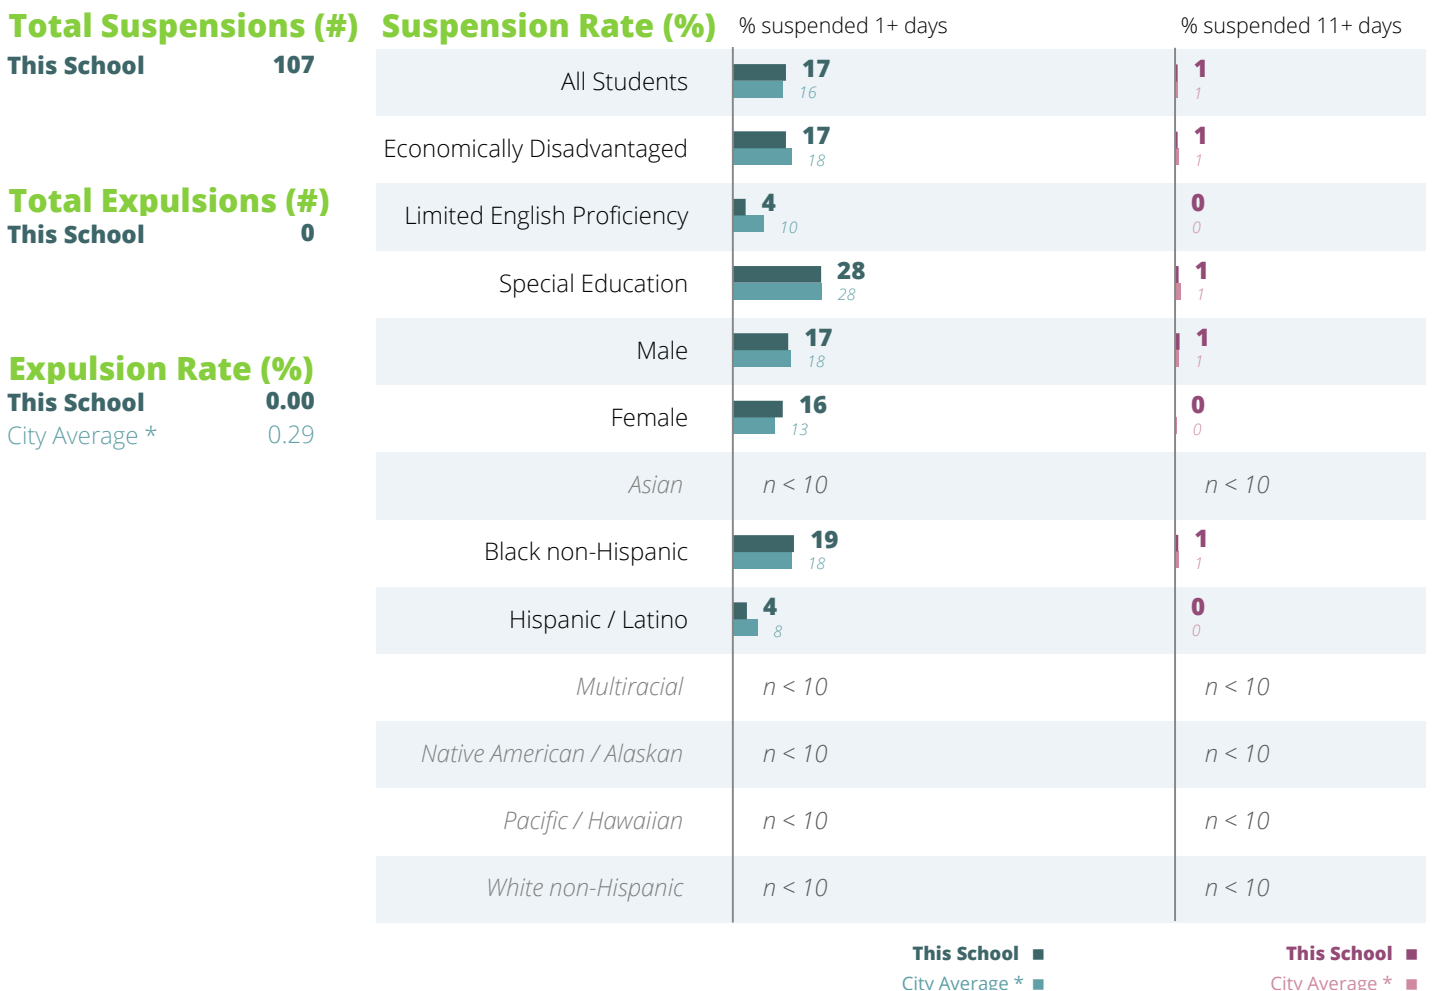 Total Suspensions (#)
This School 107
Total Expulsions (#)
This School 0
Expulsion Rate (%)
This School 0.00
City Average * 0.29
Suspension Rate (%) % suspended 1+ days % suspended 11+ days
All Students 17 1
16 1
Economically Disadvantaged 17 1
18 1
Limited English Proficiency 4 0
10 0
Special Education 28 1
28 1
Male 17 1
18 1
Female 16 0
13 0
Asian n < 10 n < 10
Black non-Hispanic 19 1
18 1
Hispanic / Latino 4 0
8 0
Multiracial n < 10 n < 10
Native American / Alaskan n < 10 n < 10
Pacific / Hawaiian n < 10 n < 10
White non-Hispanic n < 10 n < 10
This School This School
City Average * City Average *